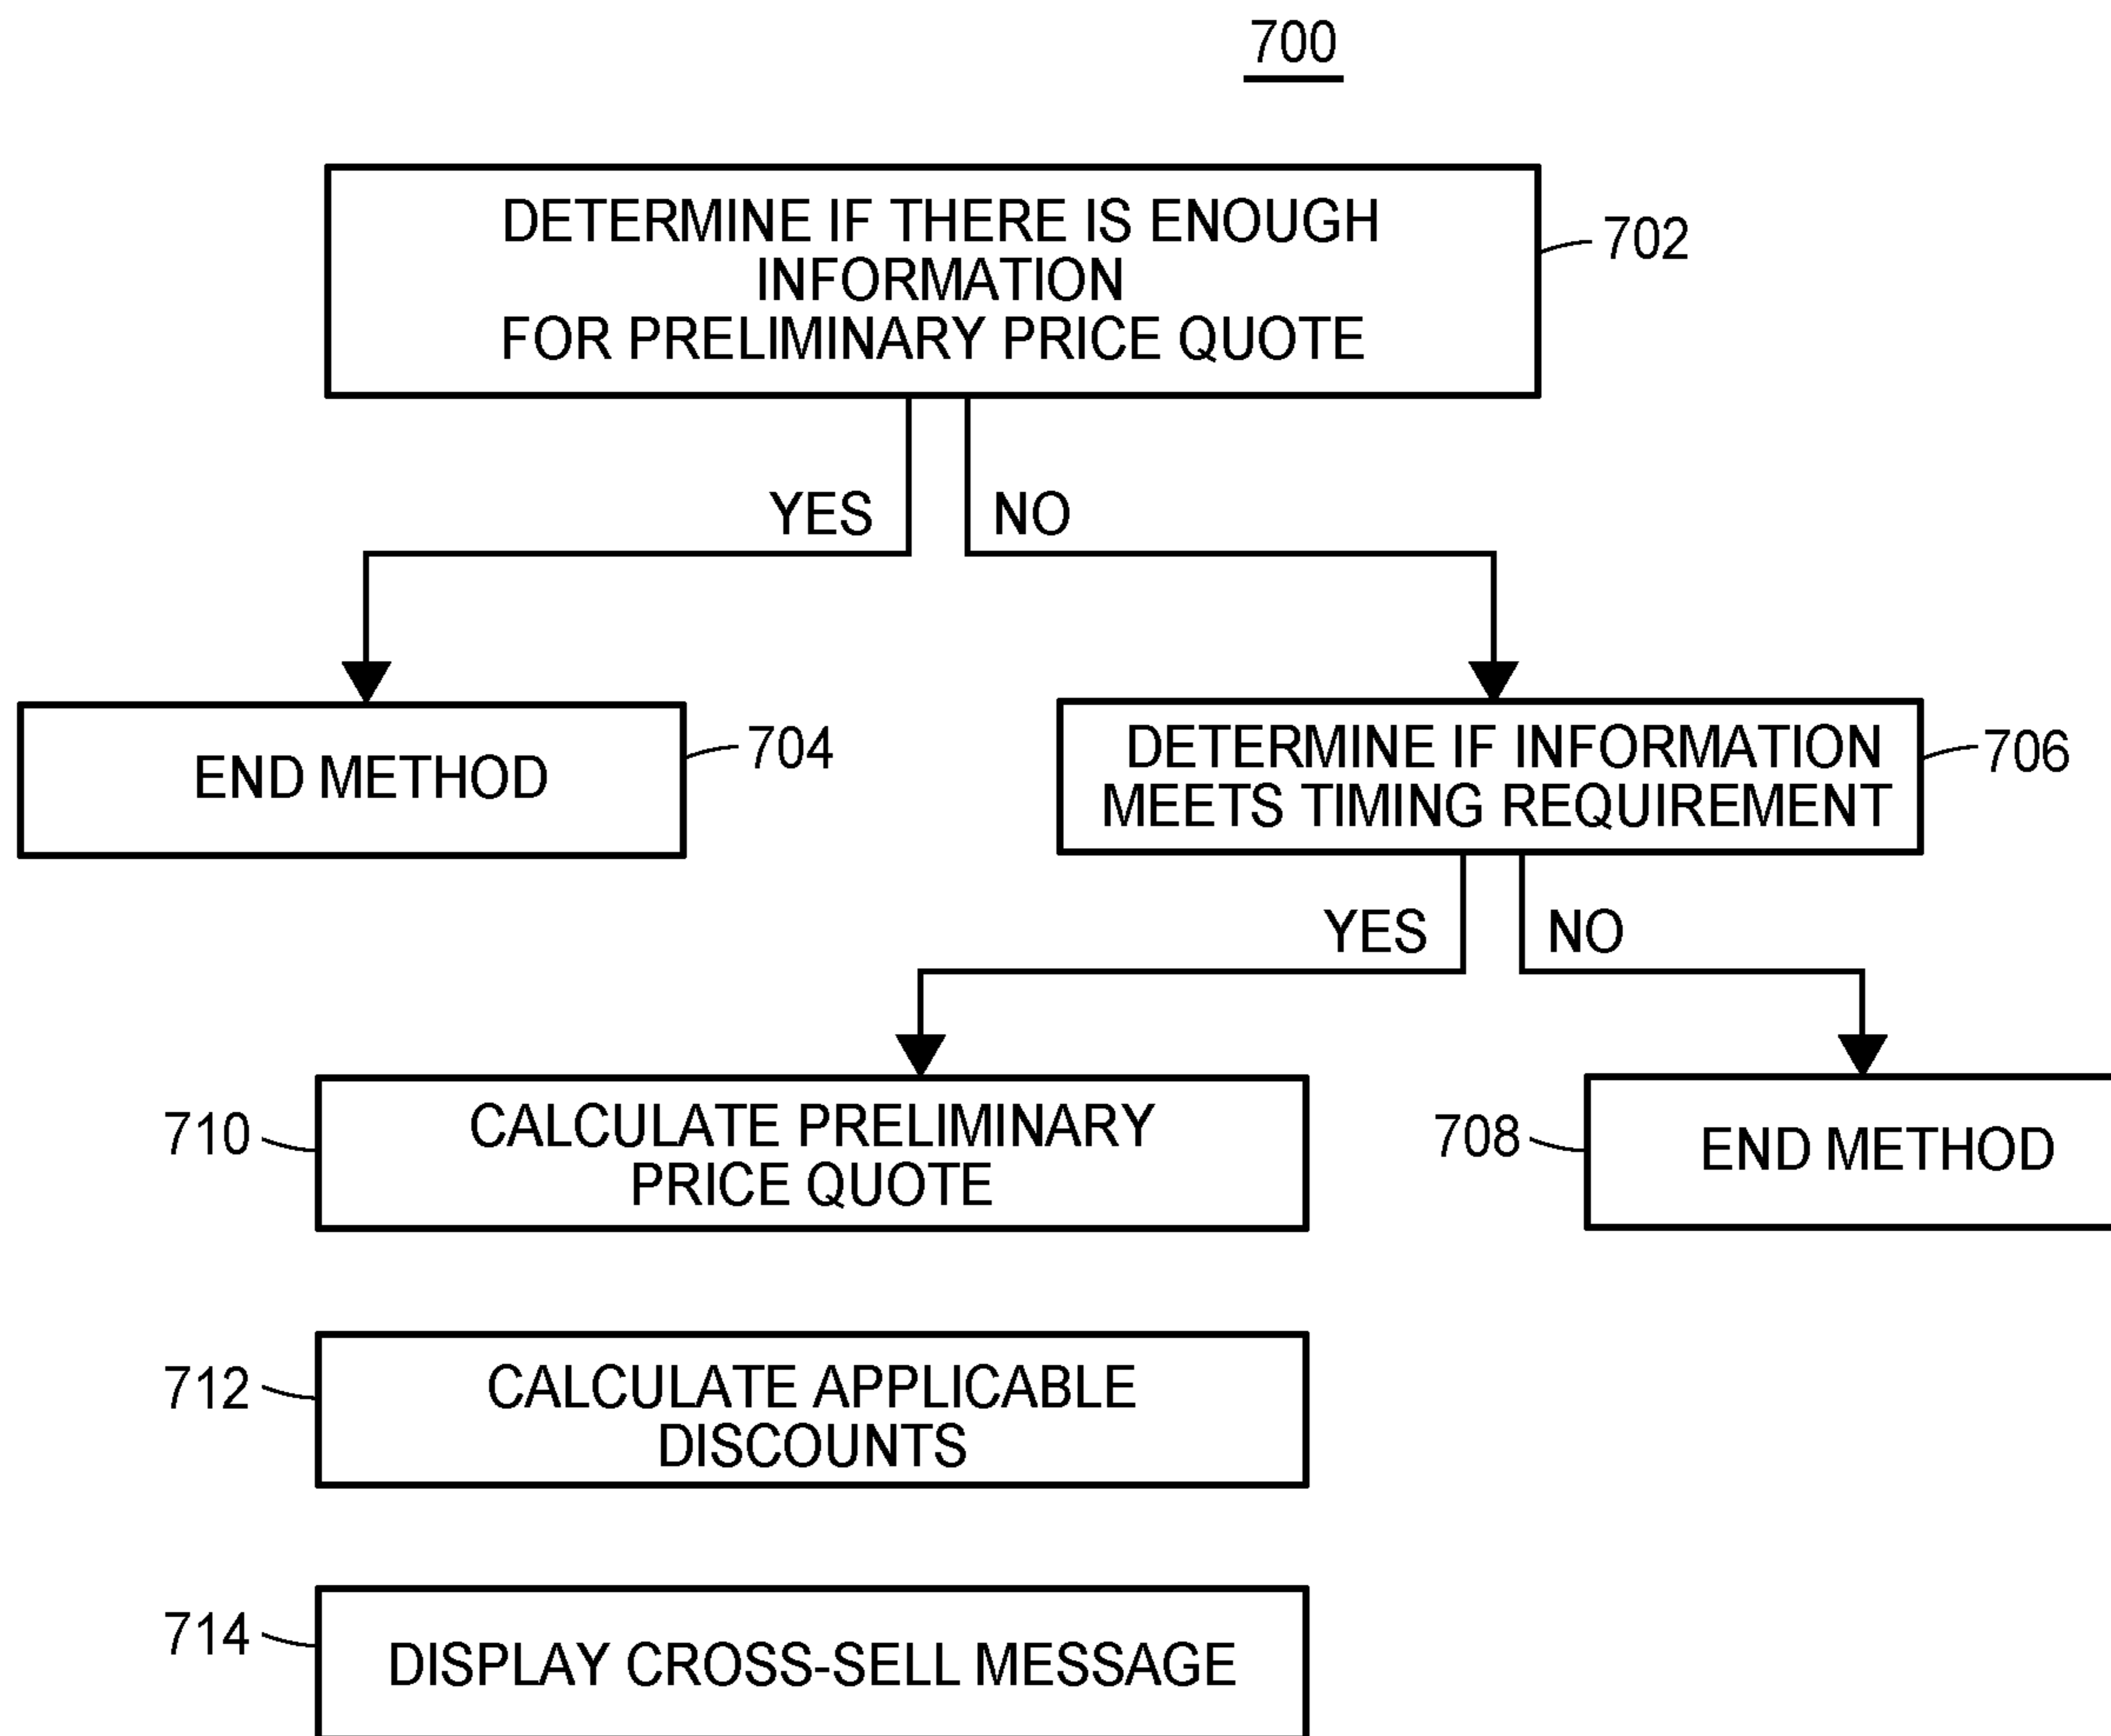 700
DETERMINE IF THERE IS ENOUGH
INFORMATION
FOR PRELIMINARY PRICE QUOTE
702
YES
NO
END METHOD
704
DETERMINE IF INFORMATION
MEETS TIMING REQUIREMENT
706
YES
NO
710
CALCULATE PRELIMINARY
PRICE QUOTE
708
END METHOD
712
CALCULATE APPLICABLE
DISCOUNTS
714
DISPLAY CROSS-SELL MESSAGE